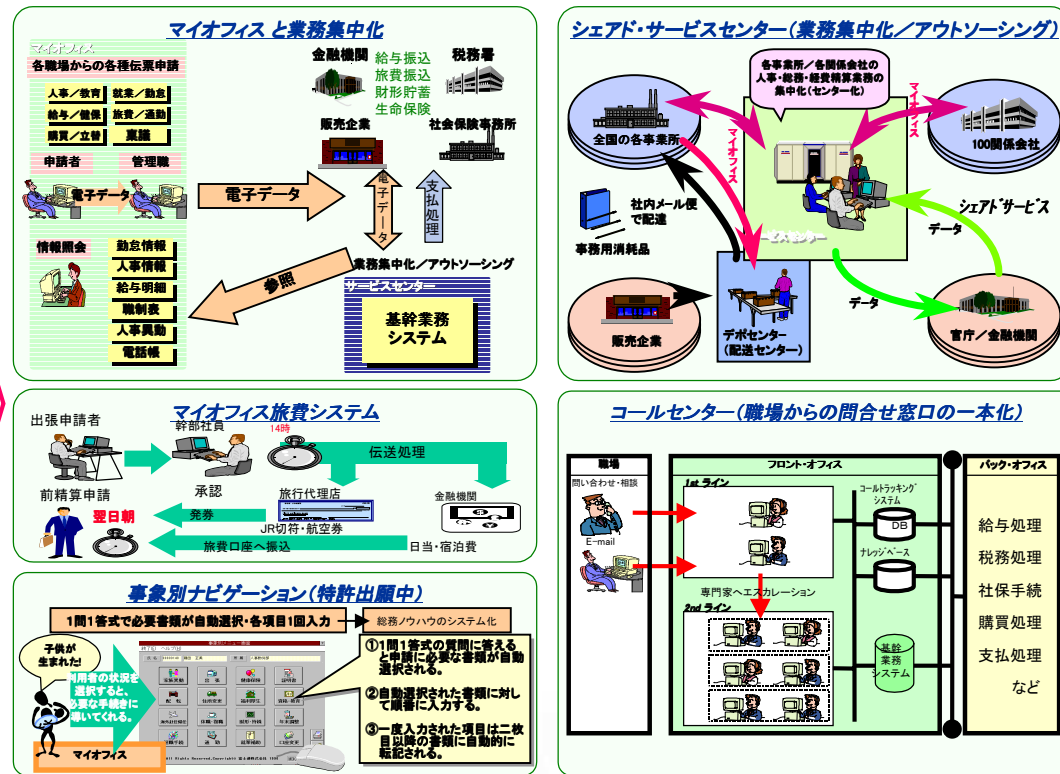 マイオフィス と業務集中化
マイオフィス
各職場からの各種伝票申請
人事/教育
就業/勤怠
給与/健保
旅費/通勤
購買/立替
稟議
申請者
管理職
電子データ
情報照会
勤怠情報
人事情報
給与明細
職制表
人事異動
電話帳
電子データ
参照
金融機関
給与振込
旅費振込
財形貯蓄
生命保険
税務署
販売企業
社会保険事務所
電子データ
支払処理
業務集中化/アウトソーシング
サービスセンター
基幹業務
システム
シェアド・サービスセンター(業務集中化/アウトソーシング)
各事業所/各関係会社の
人事・総務・経費精算業務の
集中化(センター化)
全国の各事業所
マイオフィス
マイオフィス
100関係会社
社内メール便
で配達
事務用消耗品
ービスセンター
シェアドサービス
データ
データ
販売企業
デポセンター
(配送センター)
官庁/金融機関
マイオフィス旅費システム
出張申請者
幹部社員
14時
伝送処理
前精算申請
翌日朝
承認
発券
旅行代理店
JR切符・航空券
金融機関
旅費口座へ振込
日当・宿泊費
事象別ナビゲーション(特許出願中)
1問1答式で必要書類が自動選択・各項目1回入力
総務ノウハウのシステム化
子供が
生まれた!
利用者の状況を
選択すると、
必要な手続きに
導いてくれる。
マイオフィス
①1問1答式の質問に答える
と申請に必要な書類が自動
選択される。
②自動選択された書類に対し
て順番に入力する。
③一度入力された項目は二枚
目以降の書類に自動的に
転記される。
コールセンター(職場からの問合せ窓口の一本化)
職場
問い合わせ・相談
E-mail
フロント・オフィス
1st ライン
専門家へエスカレーション
2nd ライン
コールトラッキング
システム
DB
ナレッジベース
基幹
業務
システム
バック・オフィス
給与処理
税務処理
社保手続
購買処理
支払処理
など